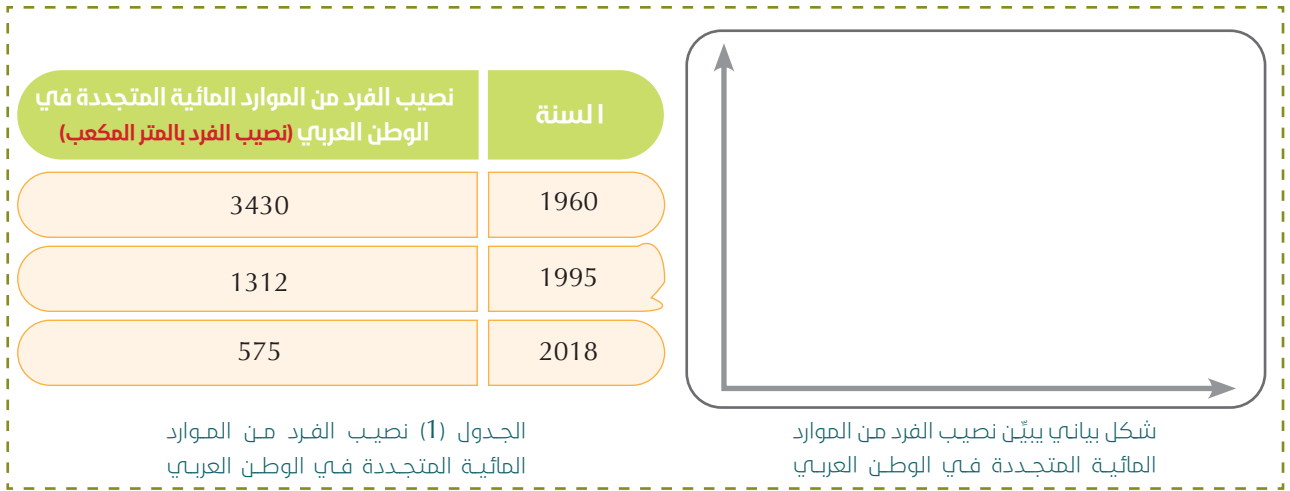 السنة
نصيب الفرد من الموارد المائية المتجددة في
الوطن العربي (نصيب الفرد بالمتر المكعب)
1960
3430
1995
1312
2018
575
شكل بياني يبيّن نصيب الفرد من الموارد
المائية المتجددة في الوطن العربي
الجدول (1) نصيب الفرد من الموارد
المائية المتجددة في الوطن العربي